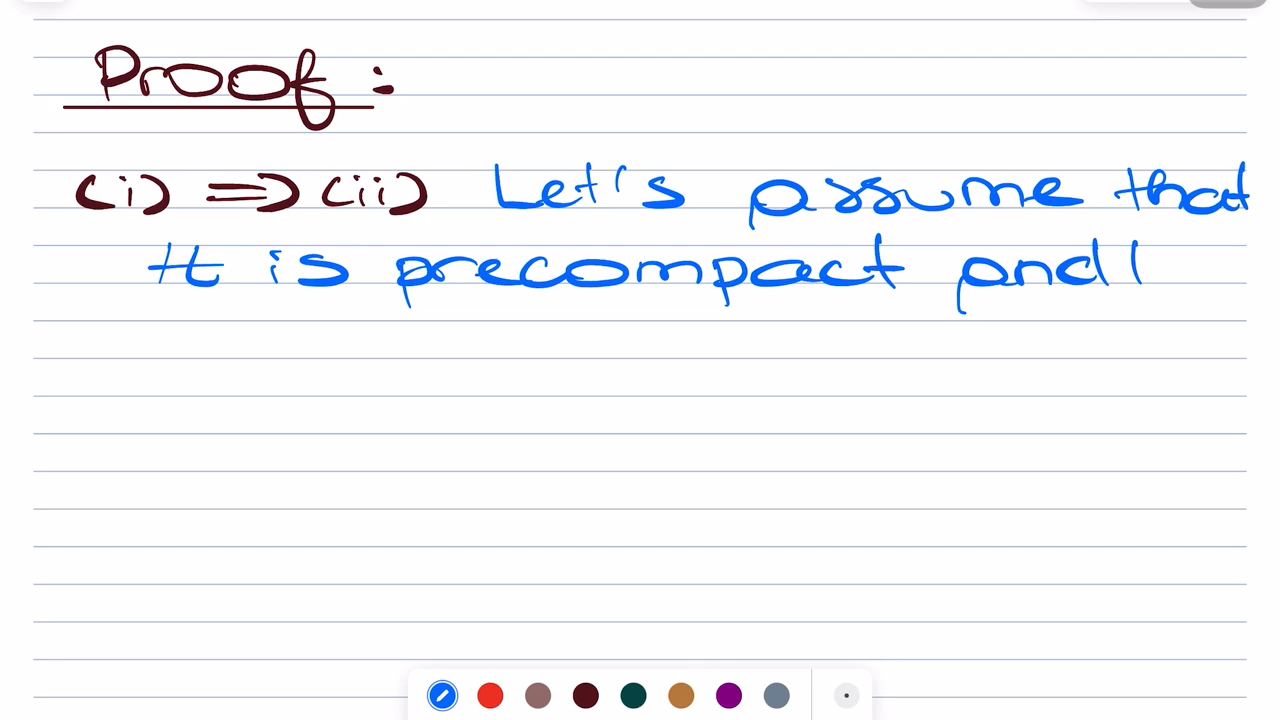 Proof :
(i) => (ii) Let's assume that
is precompact and